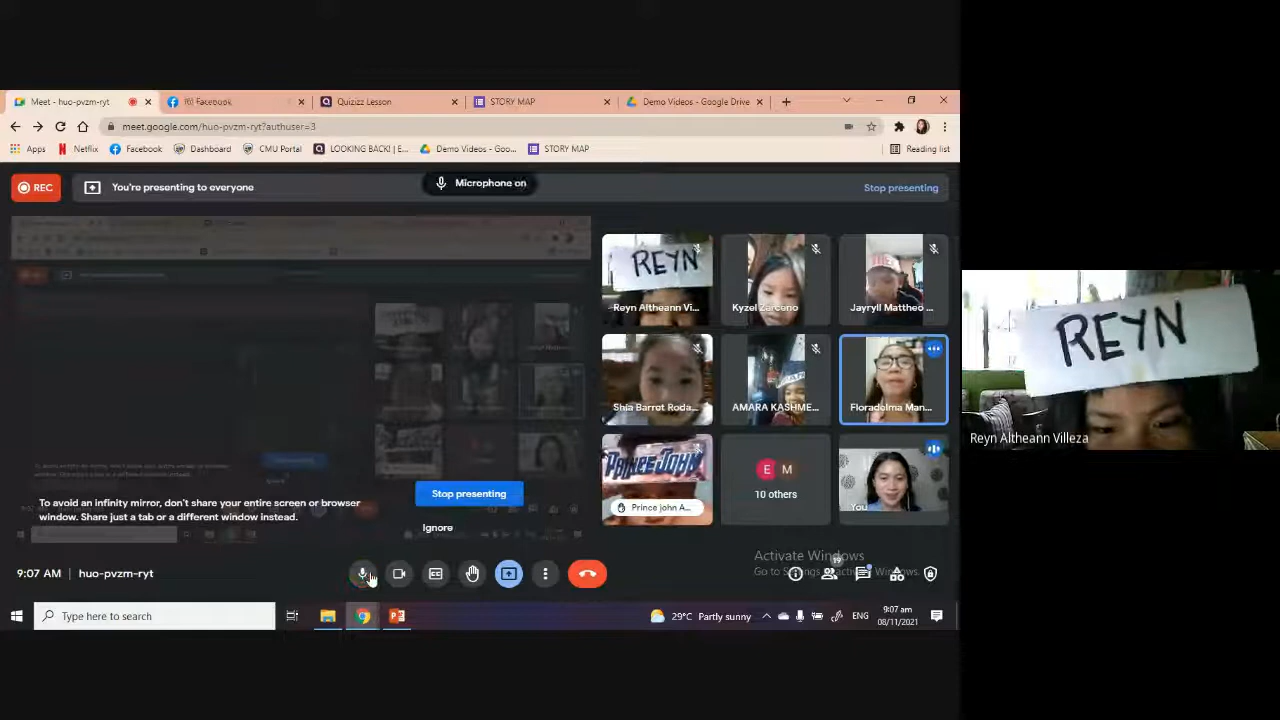 Meet - huo-pvzm-ryt
Facebook
Quizizz Lesson
STORY MAP
Demo Videos - Google Drive
meet.google.com/huo-pvzm-ryt?authuser=3
Apps
Netflix
Facebook
Dashboard
CMU Portal
LOOKING BACK! | E...
Demo Videos - Goo...
STORY MAP
Reading list
REC
You're presenting to everyone
Microphone on
Stop presenting
REYN
Reyn Altheann Vi...
Kyzel Zarceno
Jayryll Mattheo ...
Shia Barret Roda...
AMARA KASHME...
Floradelma Man...
PRINCE JOHN
Prince john A...
E M
10 others
You
To avoid an infinity mirror, don't share your entire screen or browser
window. Share just a tab or a different window instead.
Stop presenting
Ignore
REYN
Reyn Altheann Villeza
Activate Windows
9:07 AM | huo-pvzm-ryt
19
Type here to search
29°C Partly sunny
ENG
9:07 am
08/11/2021